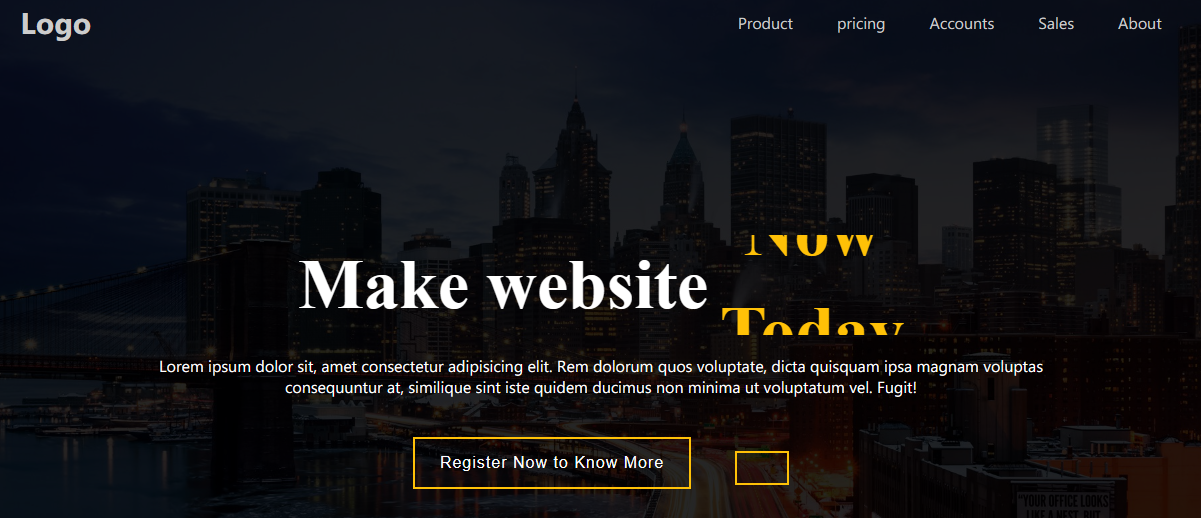 Logo
Product pricing Accounts Sales About
Now
Make website
Today
Lorem ipsum dolor sit, amet consectetur adipisicing elit. Rem dolorum quos voluptate, dicta quisquam ipsa magnam voluptas
consequuntur at, similique sint iste quidem ducimus non minima ut voluptatum vel. Fugit!
Register Now to Know More
"YOUR OFFICE LOOKS
LIKE A NEST, BUT